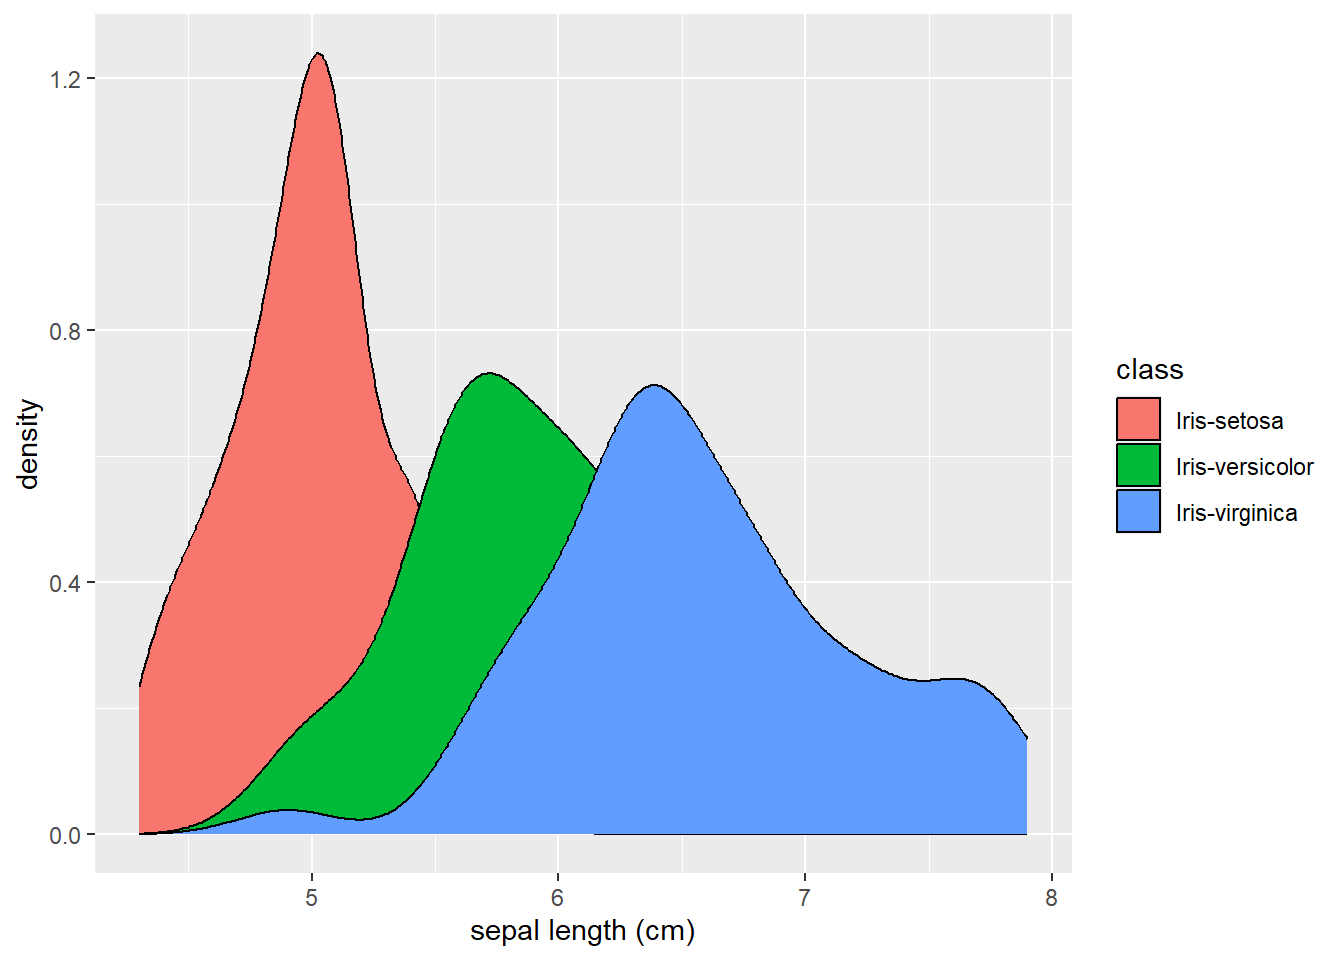 1.2
0.8
0.4
0.0
density
5 6 7 8
sepal length (cm)
class
Iris-setosa
Iris-versicolor
Iris-virginica